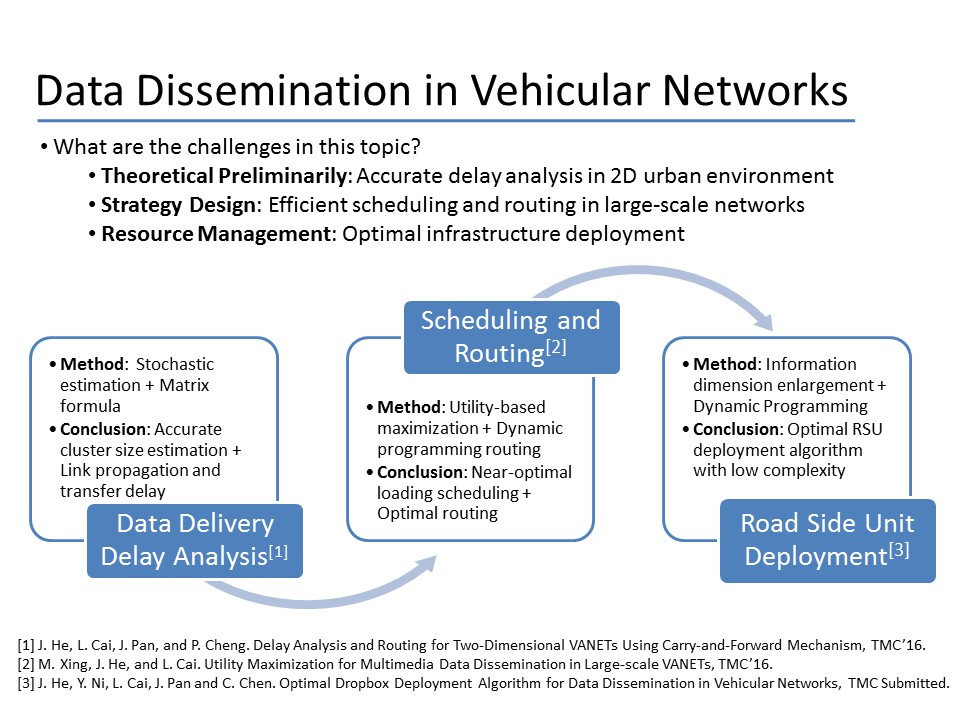 Data Dissemination in Vehicular Networks
• What are the challenges in this topic?
• Theoretical Preliminarily: Accurate delay analysis in 2D urban environment
• Strategy Design: Efficient scheduling and routing in large-scale networks
• Resource Management: Optimal infrastructure deployment
• Method: Stochastic
estimation + Matrix
formula
• Conclusion: Accurate
cluster size estimation +
Link propagation and
transfer delay
Data Delivery
Delay Analysis[1]
Scheduling and
Routing[2]
• Method: Utility-based
maximization + Dynamic
programming routing
• Conclusion: Near-optimal
loading scheduling +
Optimal routing
• Method: Information
dimension enlargement +
Dynamic Programming
• Conclusion: Optimal RSU
deployment algorithm
with low complexity
Road Side Unit
Deployment[3]
[1] J. He, L. Cai, J. Pan, and P. Cheng. Delay Analysis and Routing for Two-Dimensional VANETs Using Carry-and-Forward Mechanism, TMC’16.
[2] M. Xing, J. He, and L. Cai. Utility Maximization for Multimedia Data Dissemination in Large-scale VANETs, TMC’16.
[3] J. He, Y. Ni, L. Cai, J. Pan and C. Chen. Optimal Dropbox Deployment Algorithm for Data Dissemination in Vehicular Networks, TMC Submitted.